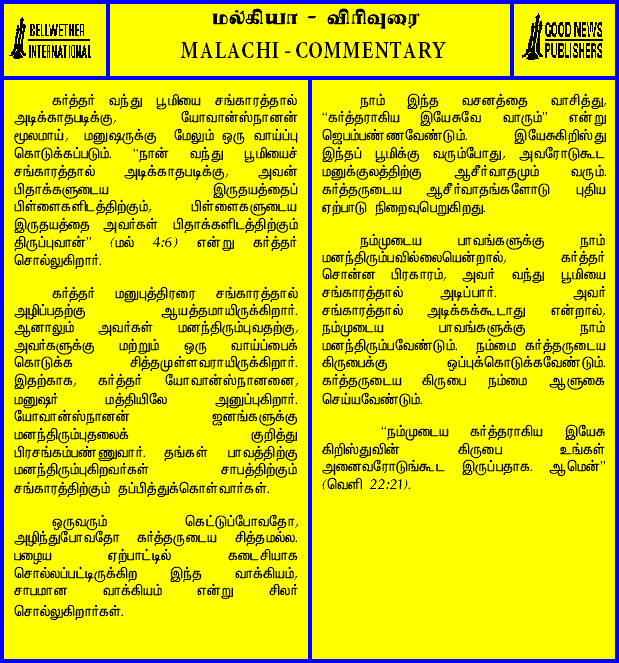 BELLWETHER
INTERNATIONAL
மல்கியா - விரிவுரை
MALACHI - COMMENTARY
GOOD NEWS
PUBLISHERS
கர்த்தர் வந்து பூமியை சங்காரத்தால்
அடிக்காதபடிக்கு, யோவான்ஸ்நானன்
மூலமாய், மனுஷருக்கு மேலும் ஒரு வாய்ப்பு
கொடுக்கப்படும். “நான் வந்து பூமியைச்
சங்காரத்தால் அடிக்காதபடிக்கு, அவன்
பிதாக்களுடைய இருதயத்தைப்
பிள்ளைகளிடத்திற்கும், பிள்ளைகளுடைய
இருதயத்தை அவர்கள் பிதாக்களிடத்திற்கும்
திருப்புவான்” (மல் 4:6) என்று கர்த்தர்
சொல்லுகிறார்.
கர்த்தர் மனுபுத்திரரை சங்காரத்தால்
அழிப்பதற்கு ஆயத்தமாயிருக்கிறார்.
ஆனாலும் அவர்கள் மனந்திரும்புவதற்கு,
அவர்களுக்கு மற்றும் ஒரு வாய்ப்பைக்
கொடுக்க சித்தமுள்ளவராயிருக்கிறார்.
இதற்காக, கர்த்தர் யோவான்ஸ்நானனை,
மனுஷர் மத்தியிலே அனுப்புகிறார்.
யோவான்ஸ்நானன் ஜனங்களுக்கு
மனந்திரும்புதலைக் குறித்து
பிரசங்கம்பண்ணுவார். தங்கள் பாவத்திற்கு
மனந்திரும்புகிறவர்கள் சாபத்திற்கும்
சங்காரத்திற்கும் தப்பித்துக்கொள்வார்கள்.
ஒருவரும் கெட்டுப்போவதோ,
அழிந்துபோவதோ கர்த்தருடைய சித்தமல்ல.
பழைய ஏற்பாட்டில் கடைசியாக
சொல்லப்பட்டிருக்கிற இந்த வாக்கியம்,
சாபமான வாக்கியம் என்று சிலர்
சொல்லுகிறார்கள்.
நாம் இந்த வசனத்தை வாசித்து,
“கர்த்தராகிய இயேசுவே வாரும்” என்று
ஜெபம்பண்ணவேண்டும். இயேசுகிறிஸ்து
இந்தப் பூமிக்கு வரும்போது, அவரோடுகூட
மனுக்குலத்திற்கு ஆசீர்வாதமும் வரும்.
கர்த்தருடைய ஆசீர்வாதங்களோடு புதிய
ஏற்பாடு நிறைவுபெறுகிறது.
நம்முடைய பாவங்களுக்கு நாம்
மனந்திரும்பவில்லையென்றால், கர்த்தர்
சொன்ன பிரகாரம், அவர் வந்து பூமியை
சங்காரத்தால் அடிப்பார். அவர்
சங்காரத்தால் அடிக்கக்கூடாது என்றால்,
நம்முடைய பாவங்களுக்கு நாம்
மனந்திரும்பவேண்டும். நம்மை கர்த்தருடைய
கிருபைக்கு ஒப்புக்கொடுக்கவேண்டும்.
கர்த்தருடைய கிருபை நம்மை ஆளுகை
செய்யவேண்டும்.
“நம்முடைய கர்த்தராகிய இயேசு
கிறிஸ்துவின் கிருபை உங்கள்
அனைவரோடுங்கூட இருப்பதாக. ஆமென்”
(வெளி 22:21).